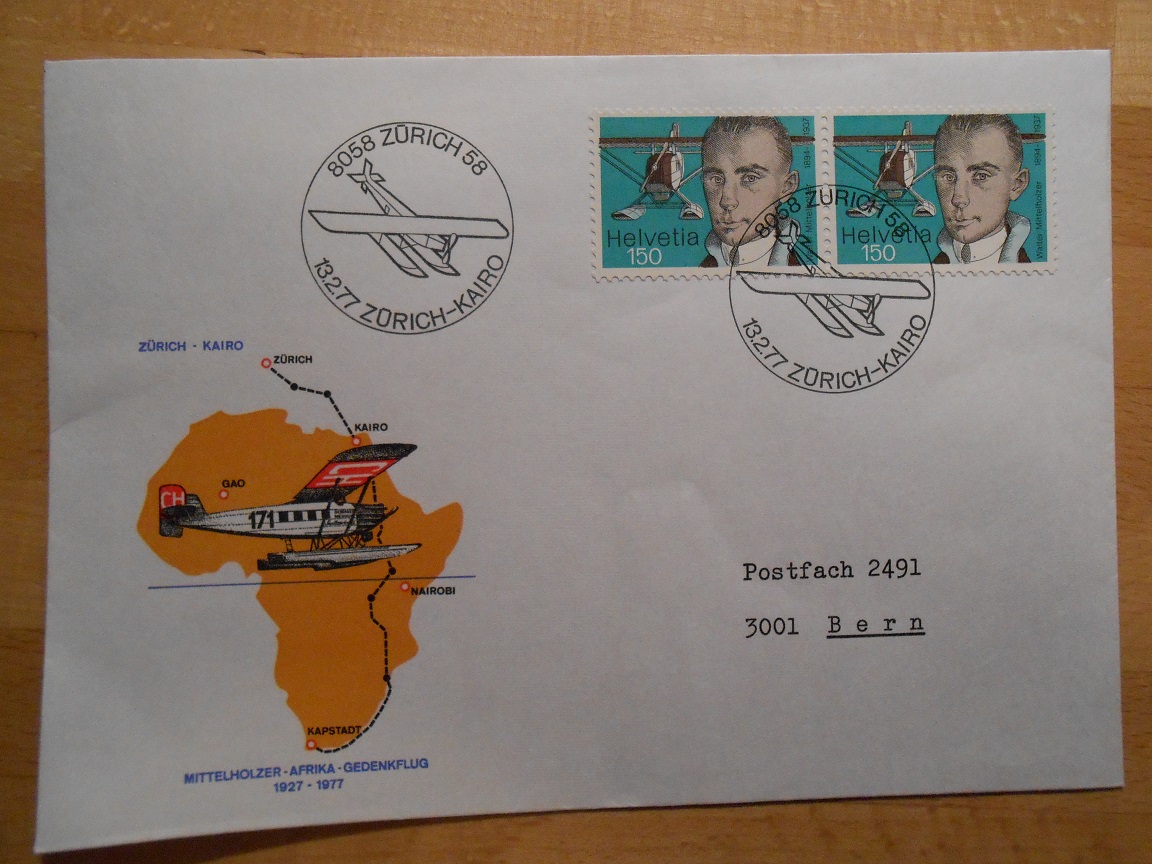 8058 ZÜRICH 58
13.2.77 ZÜRICH-KAIRO
Helvetia
150
1894-1937
Helvetia
150
Walter Mittelholzer 1894-1937
8058 ZÜRICH 58
13.2.77 ZÜRICH-KAIRO
ZÜRICH - KAIRO
ZÜRICH
KAIRO
GAO
CH
CH
171
NAIROBI
KAPSTADT
MITTELHOLZER-AFRIKA-GEDENKFLUG
1927 - 1977
Postfach 2491
3001 Bern